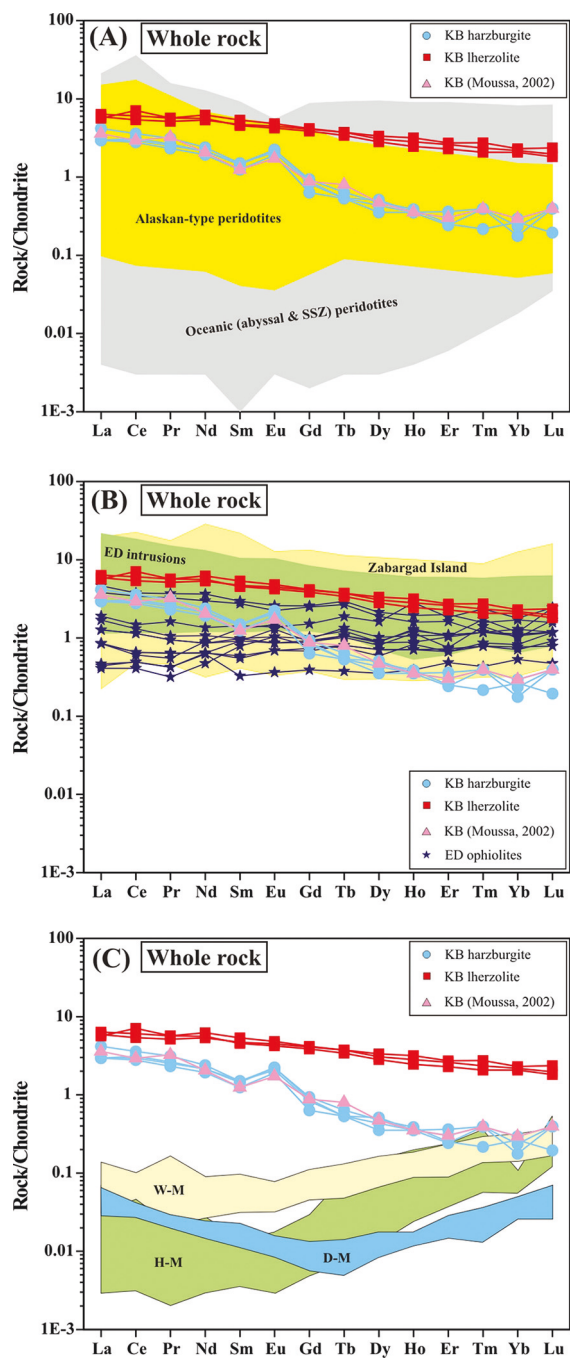 (A) Whole rock
KB harzburgite
KB lherzolite
KB (Moussa, 2002)
Alaskan-type peridotites
Oceanic (abyssal & SSZ) peridotites
Rock/Chondrite
100
10
1
0.1
0.01
1E-3
La Ce Pr Nd Sm Eu Gd Tb Dy Ho Er Tm Yb Lu
(B) Whole rock
ED intrusions
Zabargad Island
KB harzburgite
KB lherzolite
KB (Moussa, 2002)
ED ophiolites
Rock/Chondrite
100
10
1
0.1
0.01
1E-3
La Ce Pr Nd Sm Eu Gd Tb Dy Ho Er Tm Yb Lu
(C) Whole rock
KB harzburgite
KB lherzolite
KB (Moussa, 2002)
W-M
H-M
D-M
Rock/Chondrite
100
10
1
0.1
0.01
1E-3
La Ce Pr Nd Sm Eu Gd Tb Dy Ho Er Tm Yb Lu